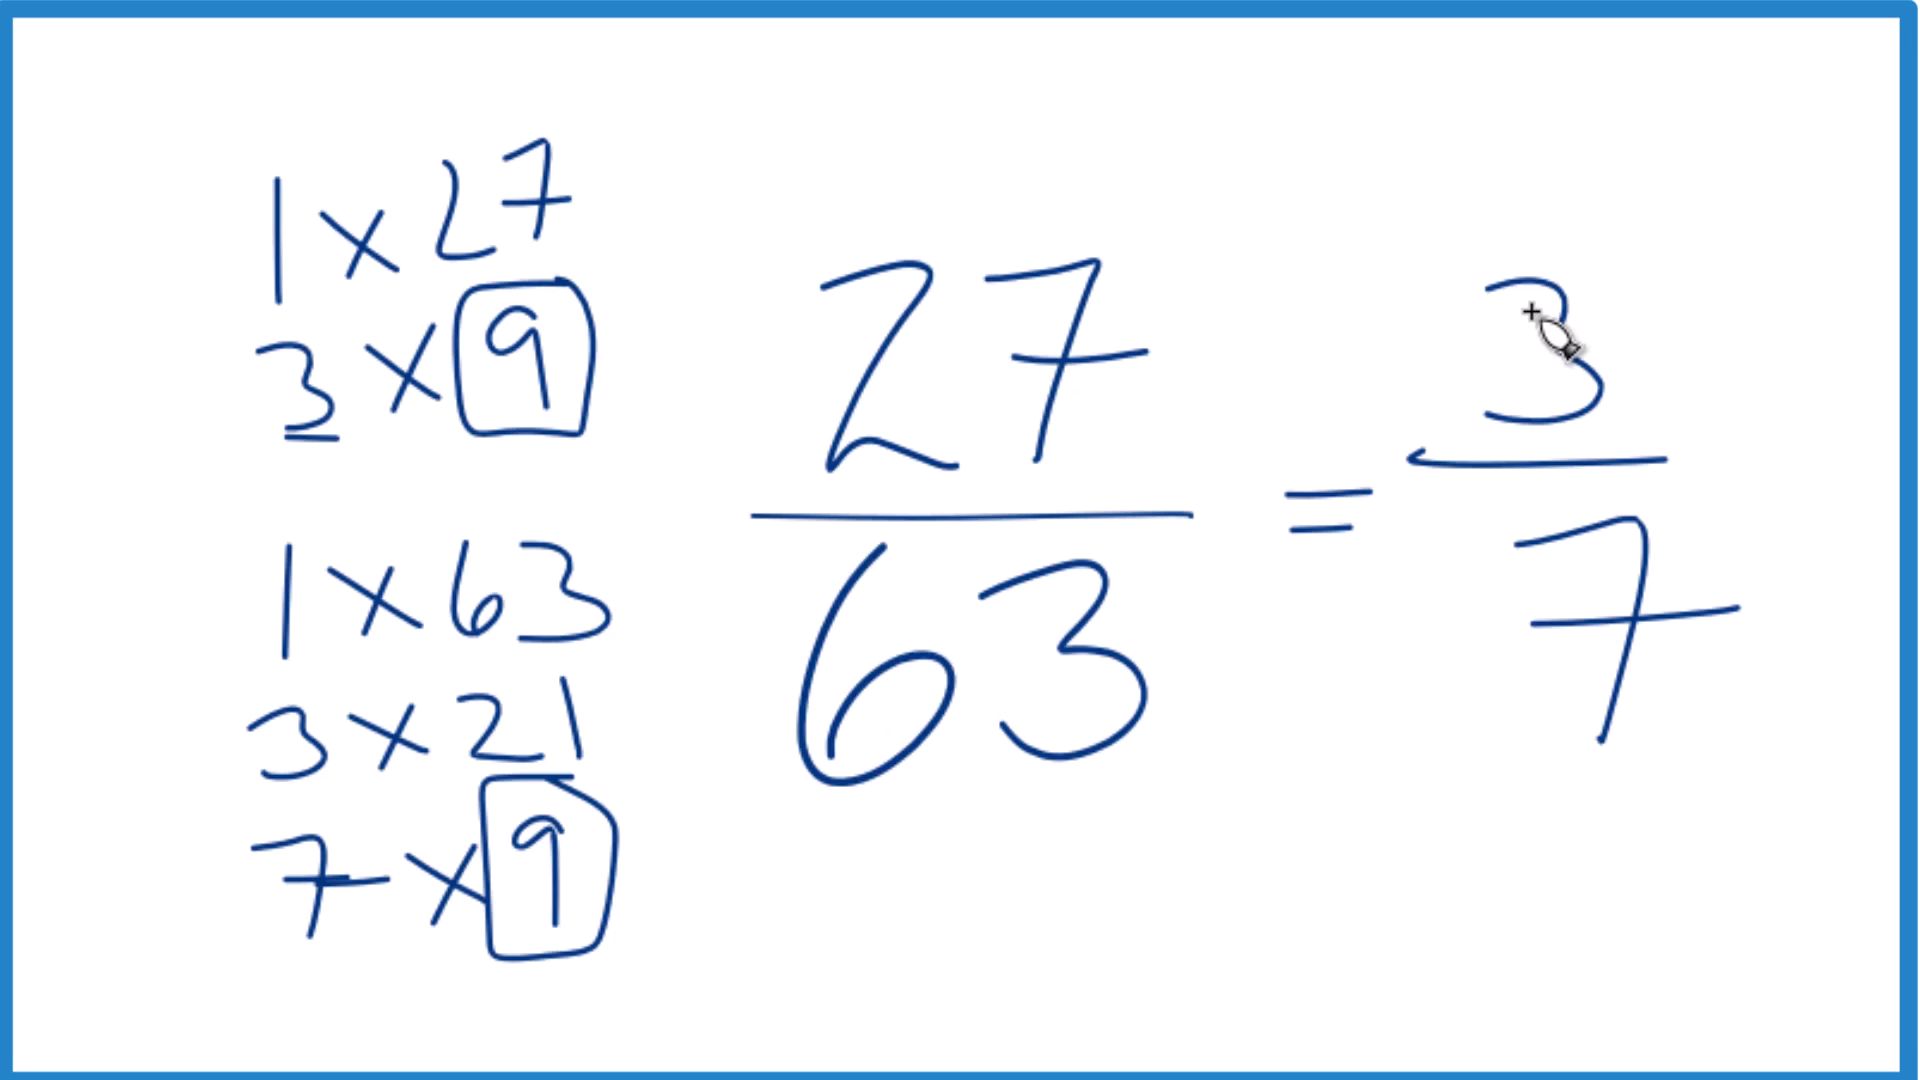 1 × 27
3 × 9
1 × 63
3 × 21
7 × 9
27/63 = 3/7